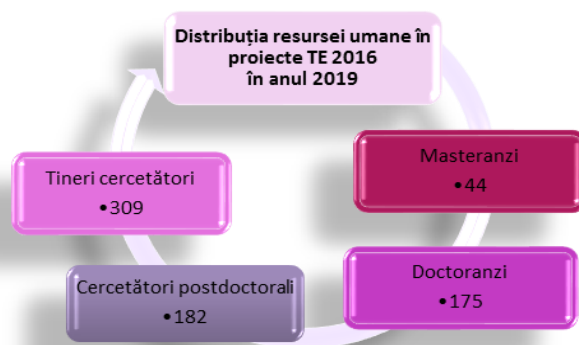 Distribuția resursei umane în
proiecte TE 2016
în anul 2019
Masteranzi
•44
Doctoranzi
•175
Cercetători postdoctorali
•182
Tineri cercetători
•309